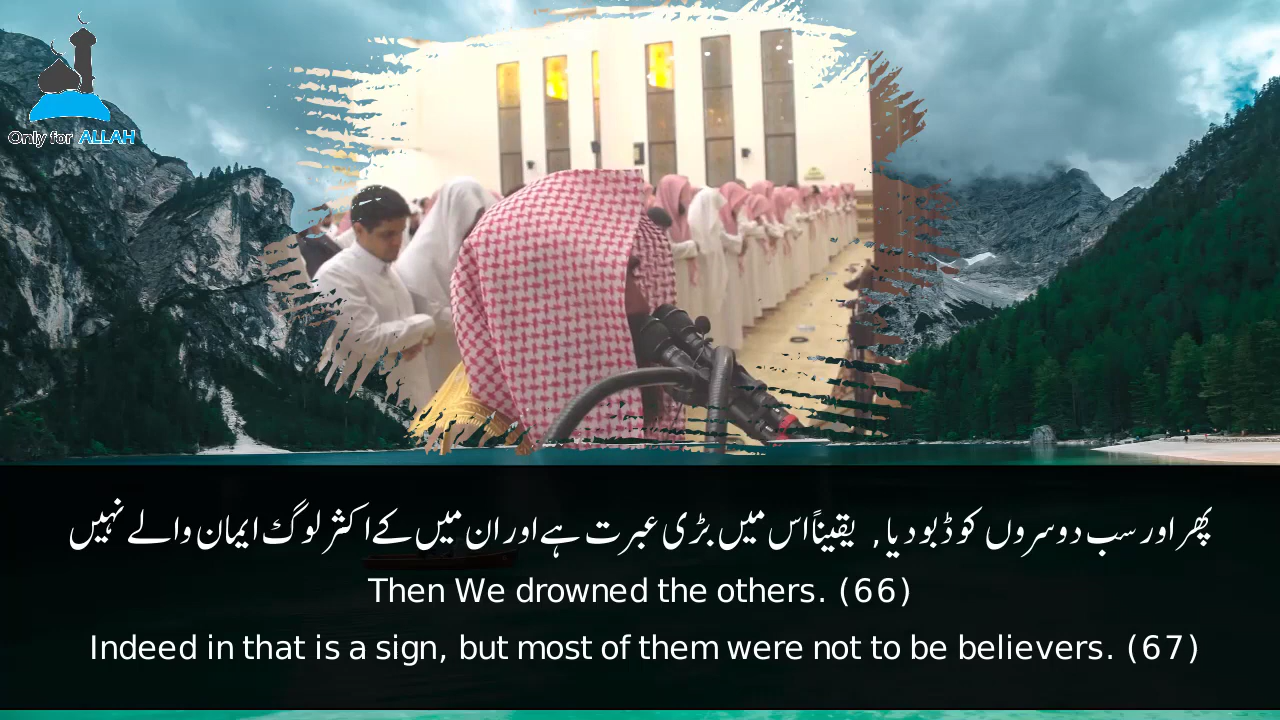 Only for ALLAH
پھر اور سب دوسروں کو ڈبو دیا , یقیناً اس میں بڑی عبرت ہے اور ان میں کے اکثر لوگ ایمان والے نہیں
Then We drowned the others. (66)
Indeed in that is a sign, but most of them were not to be believers. (67)